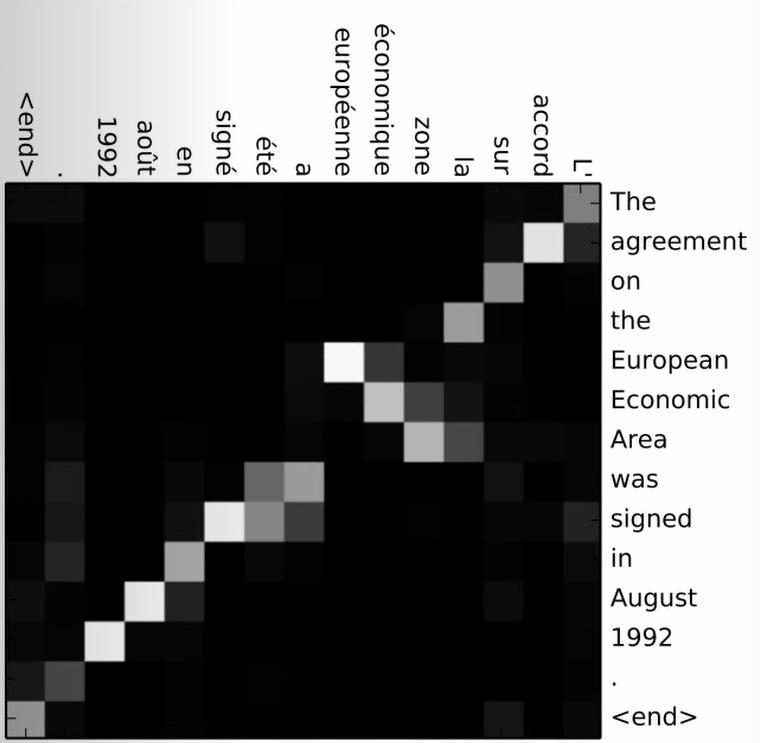 <end>
.
1992
août
en
signé
été
a
européenne
économique
zone
la
sur
accord
L'
The
agreement
on
the
European
Economic
Area
was
signed
in
August
1992
.
<end>